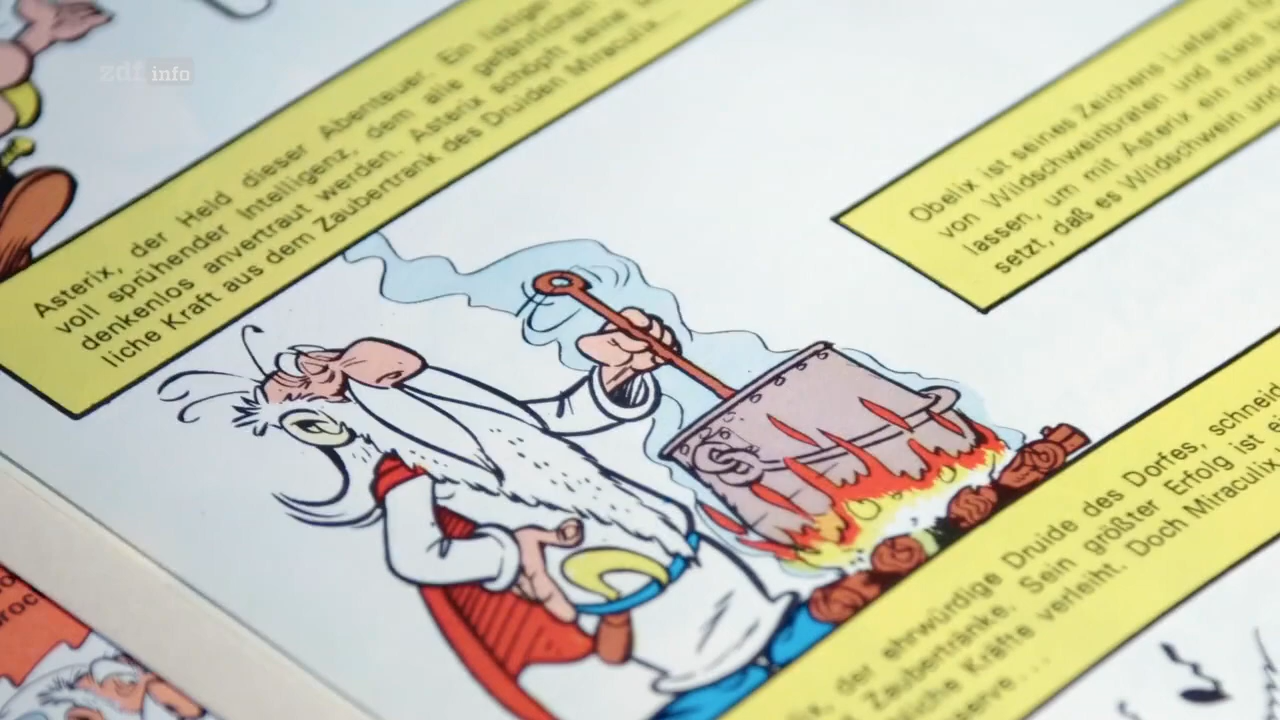 zdf info
Asterix, der Held dieser Abenteuer. Ein listiger
voll sprühender Intelligenz, dem alle gefährlichen
denkenlos anvertraut werden. Asterix schöpft seine
liche Kraft aus dem Zaubertrank des Druiden Miraculix...
Obelix ist seines Zeichens Lieferant
von Wildschweinbraten und stets
lassen, um mit Asterix ein neue
setzt, daß es Wildschwein und
der ehrwürdige Druide des Dorfes, schneid
Zaubertränke. Sein größter Erfolg ist ei
liche Kräfte verleiht. Doch Miraculix
serve...